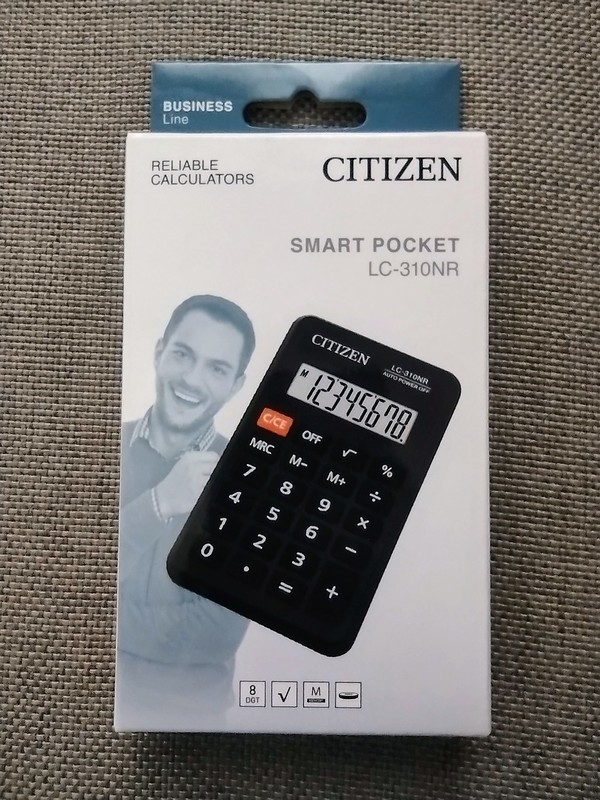 BUSINESS
Line
RELIABLE
CALCULATORS
CITIZEN
SMART POCKET
LC-310NR
CITIZEN
LC-310NR
AUTO POWER OFF
M
12345678.
C/CE OFF √ %
MRC M− M+ ÷
7 8 9 ×
4 5 6 −
1 2 3 +
0 . =
8
DGT
√
M